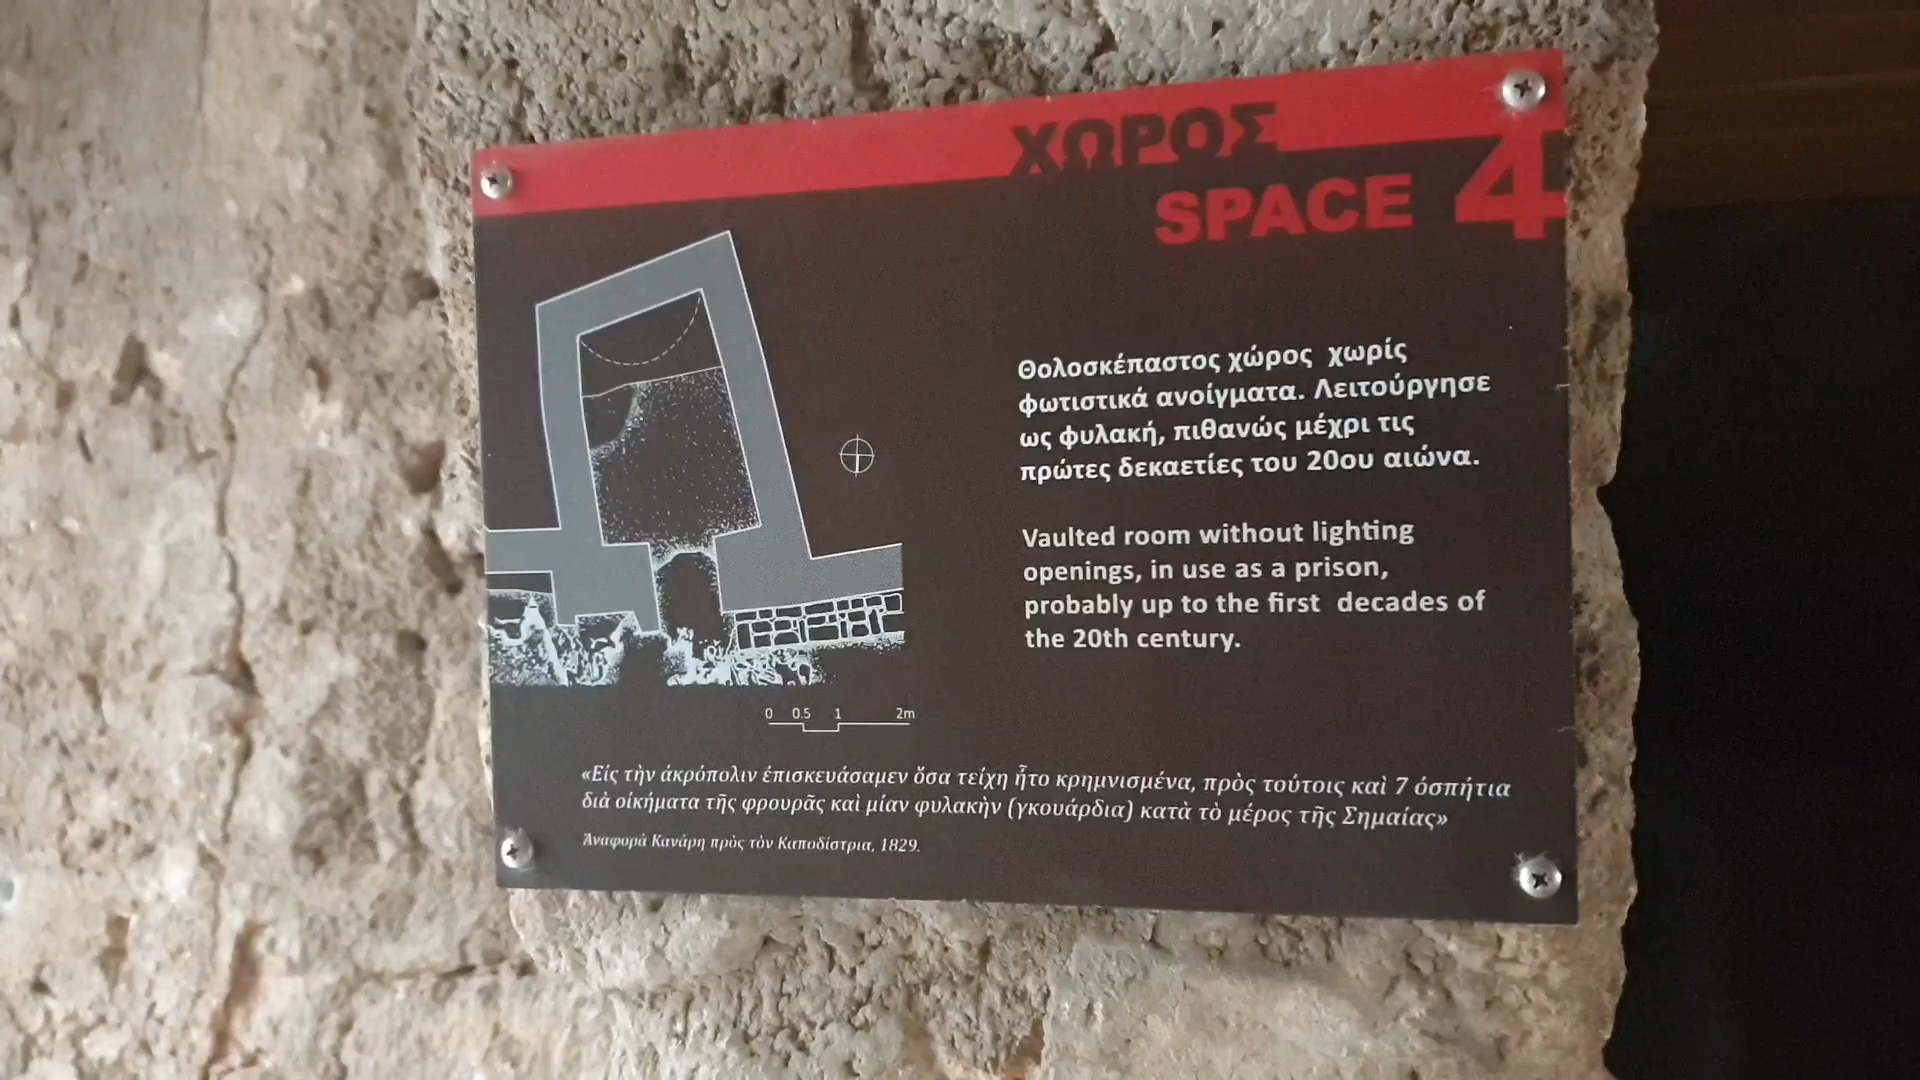 ΧΩΡΟΣ
SPACE 4
Θολοσκέπαστος χώρος χωρίς
φωτιστικά ανοίγματα. Λειτούργησε
ως φυλακή, πιθανώς μέχρι τις
πρώτες δεκαετίες του 20ου αιώνα.
Vaulted room without lighting
openings, in use as a prison,
probably up to the first decades of
the 20th century.
0 0.5 1 2m
«Εἰς τὴν ἀκρόπολιν ἐπισκευάσαμεν ὅσα τείχη ἦτο κρημνισμένα, πρὸς τούτοις καὶ 7 ὀσπήτια
διὰ οἰκήματα τῆς φρουρᾶς καὶ μίαν φυλακὴν (γκουάρδια) κατὰ τὸ μέρος τῆς Σημαίας»
Ἀναφορὰ Κανάρη πρὸς τὸν Καποδίστρια, 1829.